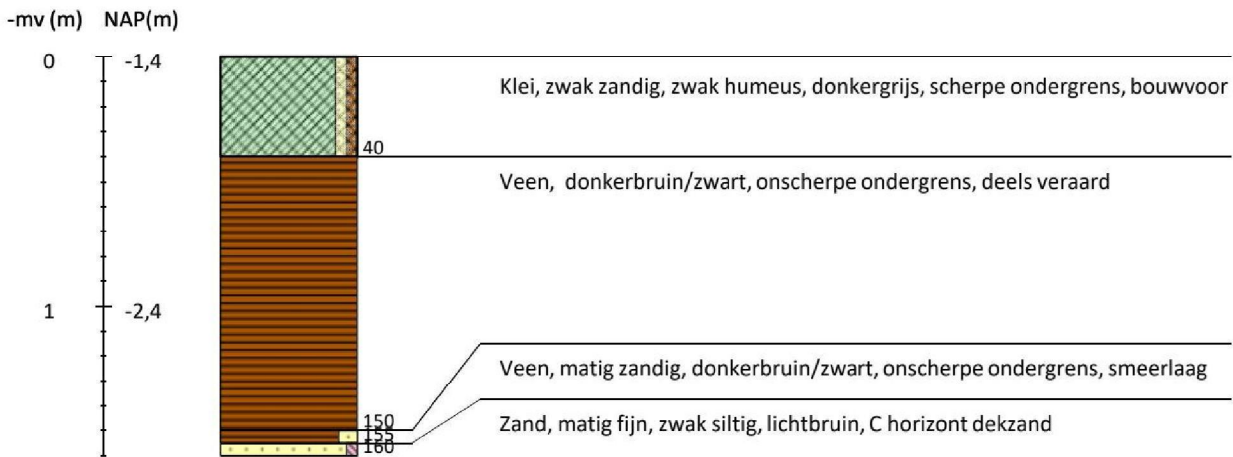 -mv (m) NAP(m)
0 -1,4
Klei, zwak zandig, zwak humeus, donkergrijs, scherpe ondergrens, bouwvoor
40
Veen, donkerbruin/zwart, onscherpe ondergrens, deels veraard
1 -2,4
Veen, matig zandig, donkerbruin/zwart, onscherpe ondergrens, smeerlaag
150
Zand, matig fijn, zwak siltig, lichtbruin, C horizont dekzand
155
160